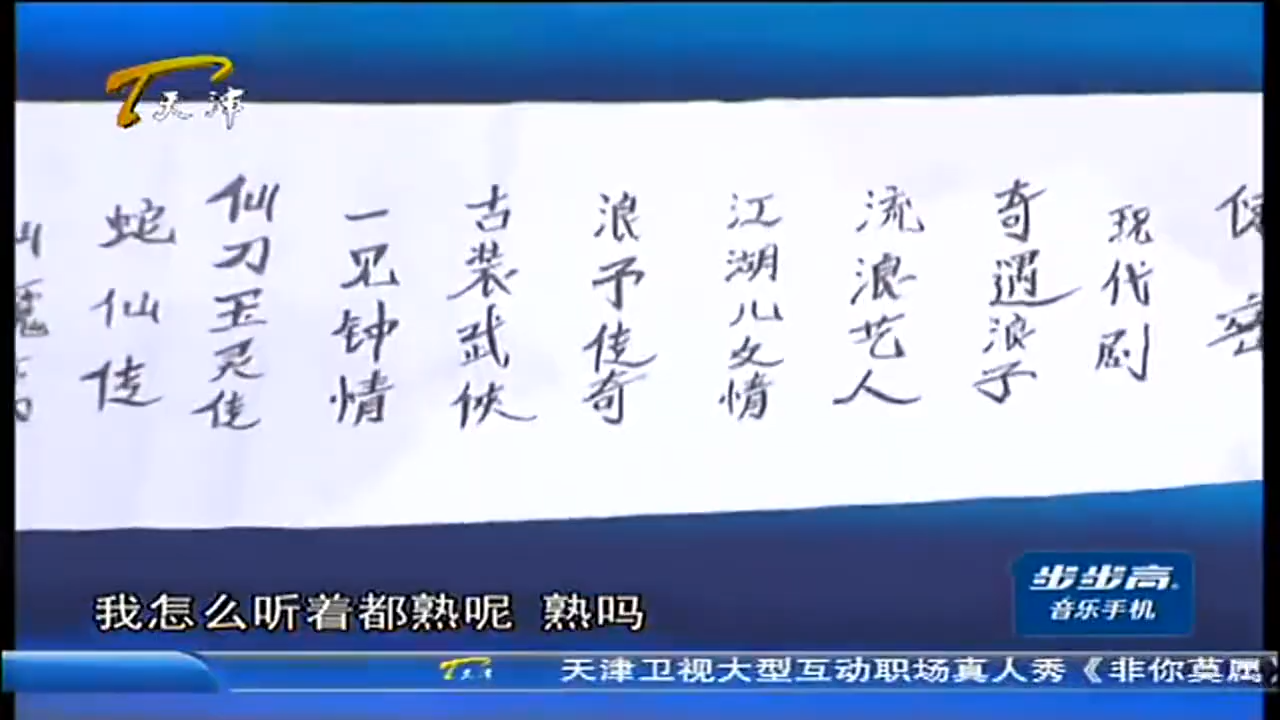 天津
蛇仙传
仙刀玉灵传
一见钟情
古装武侠
浪子传奇
江湖儿女情
流浪艺人
奇遇浪子
现代剧
步步高
音乐手机
我怎么听着都熟呢 熟吗
天津卫视大型互动职场真人秀《非你莫属》